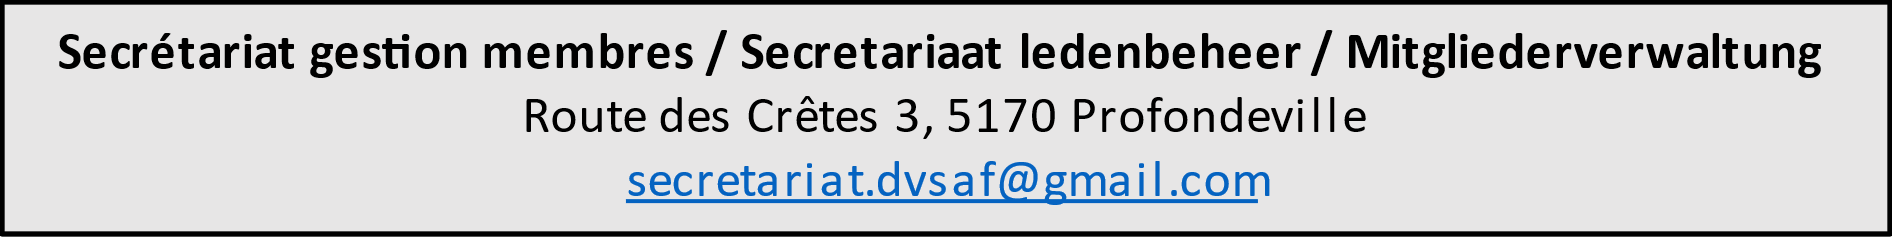 Secrétariat gestion membres / Secretariaat ledenbeheer / Mitgliederverwaltung
Route des Crêtes 3, 5170 Profondeville
secretariat.dvsaf@gmail.com